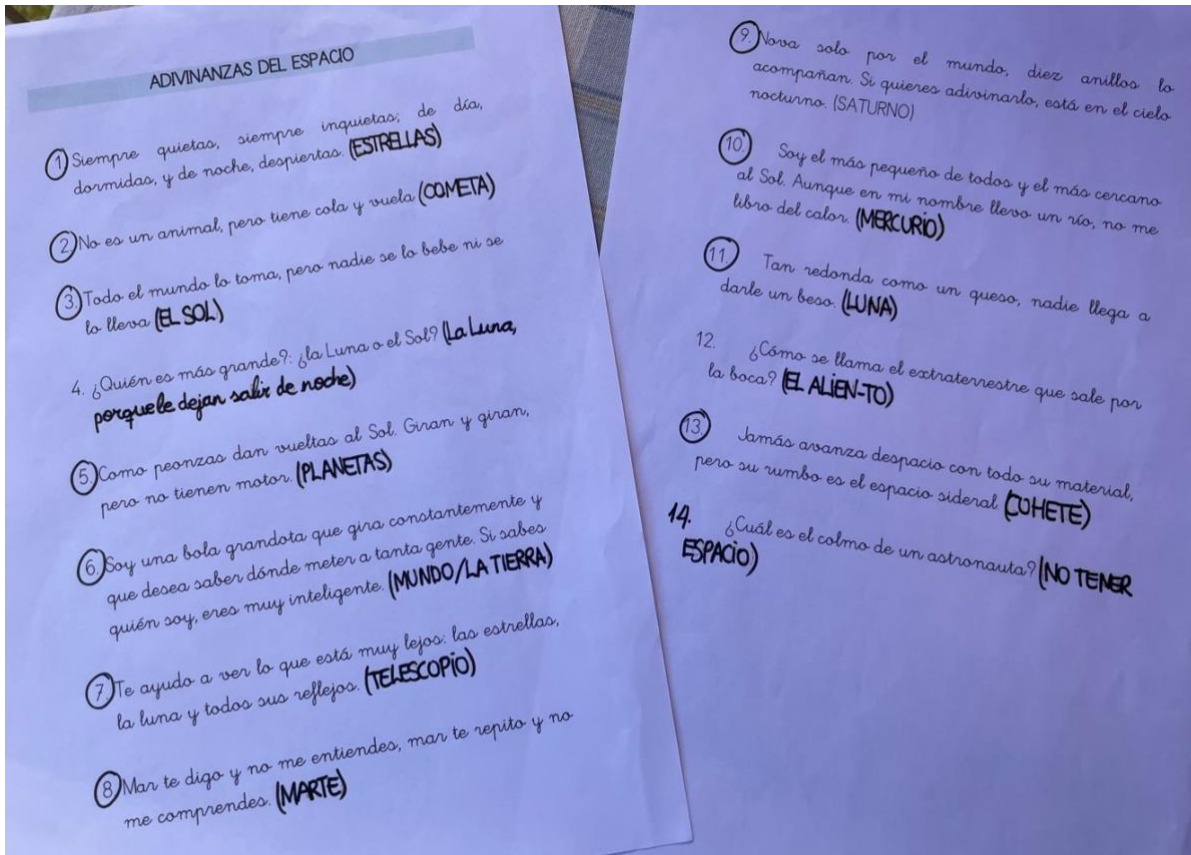 ADIVINANZAS DEL ESPACIO
1. Siempre quietas, siempre inquietas; de día,
dormidas, y de noche, despiertas. (ESTRELLAS)
2. No es un animal, pero tiene cola y vuela (COMETA)
3. Todo el mundo lo toma, pero nadie se lo bebe ni se
lo lleva (EL SOL)
4. ¿Quién es más grande?: ¿la Luna o el Sol? (La Luna,
porque le dejan salir de noche)
5. Como peonzas dan vueltas al Sol. Giran y giran,
pero no tienen motor. (PLANETAS)
6. Soy una bola grandota que gira constantemente y
que desea saber dónde meter a tanta gente. Si sabes
quién soy, eres muy inteligente. (MUNDO/LA TIERRA)
7. Te ayudo a ver lo que está muy lejos: las estrellas,
la luna y todos sus reflejos. (TELESCOPIO)
8. Mar te digo y no me entiendes, mar te repito y no
me comprendes. (MARTE)
9. Nova solo por el mundo, diez anillos lo
acompañan. Si quieres adivinarlo, está en el cielo
nocturno. (SATURNO)
10. Soy el más pequeño de todos y el más cercano
al Sol. Aunque en mi nombre llevo un río, no me
libro del calor. (MERCURIO)
11. Tan redonda como un queso, nadie llega a
darle un beso. (LUNA)
12. ¿Cómo se llama el extraterrestre que sale por
la boca? (EL ALIEN-TO)
13. Jamás avanza despacio con todo su material,
pero su rumbo es el espacio sideral (COHETE)
14. ¿Cuál es el colmo de un astronauta? (NO TENER
ESPACIO)